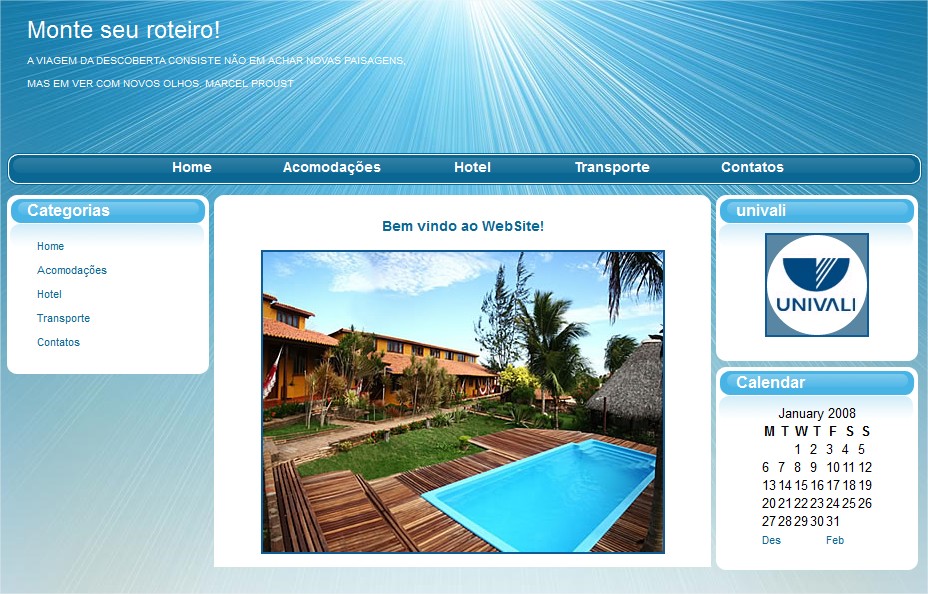 Monte seu roteiro!
A VIAGEM DA DESCOBERTA CONSISTE NÃO EM ACHAR NOVAS PAISAGENS,
MAS EM VER COM NOVOS OLHOS. MARCEL PROUST
Home Acomodações Hotel Transporte Contatos
Categorias
Home
Acomodações
Hotel
Transporte
Contatos
Bem vindo ao WebSite!
univali
UNIVALI
Calendar
January 2008
M T W T F S S
1 2 3 4 5
6 7 8 9 10 11 12
13 14 15 16 17 18 19
20 21 22 23 24 25 26
27 28 29 30 31
Des Feb